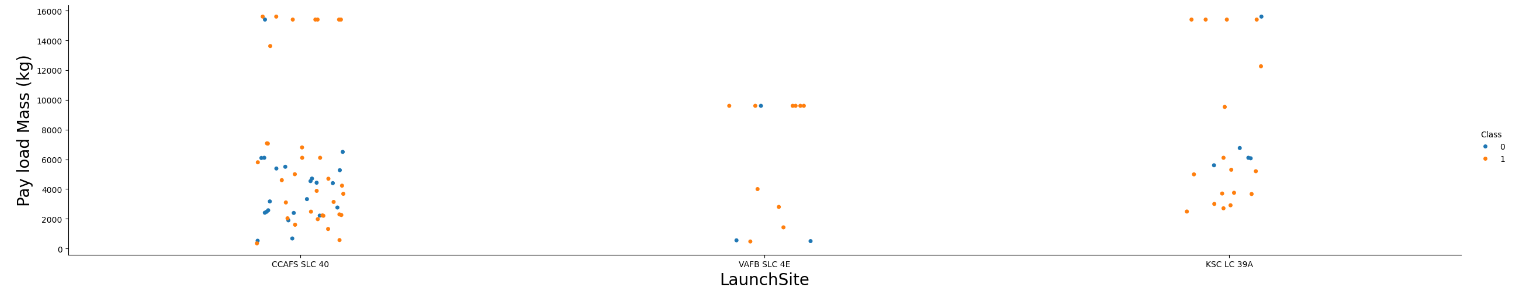 Pay load Mass (kg)
16000
14000
12000
10000
8000
6000
4000
2000
0
CCAFS SLC 40
VAFB SLC 4E
KSC LC 39A
LaunchSite
Class
0
1